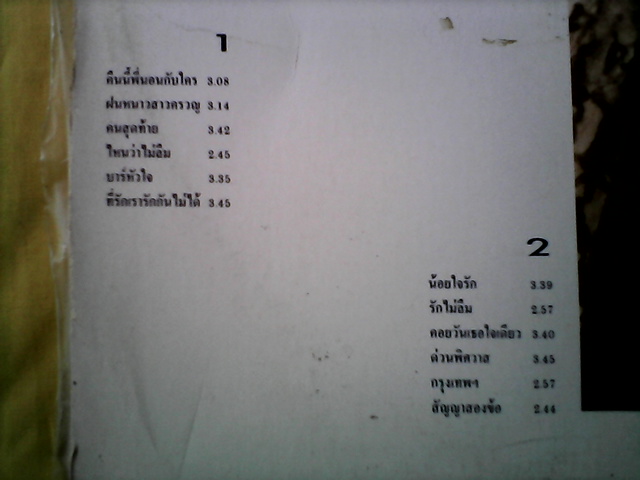 1
คืนนี้พี่นอนกับใคร 3.08
ฝนหนาวสาวครวญ 3.14
คนสุดท้าย 3.42
ไหนว่าไม่ลืม 2.45
บาร์หัวใจ 3.35
ที่รักเรารักกันไม่ได้ 3.45
2
น้อยใจรัก 3.39
รักไม่ลืม 2.57
คอยวันเธอใจเดียว 3.40
ด่วนพิศวาส 3.45
กรุงเทพฯ 2.57
สัญญาสองข้อ 2.44